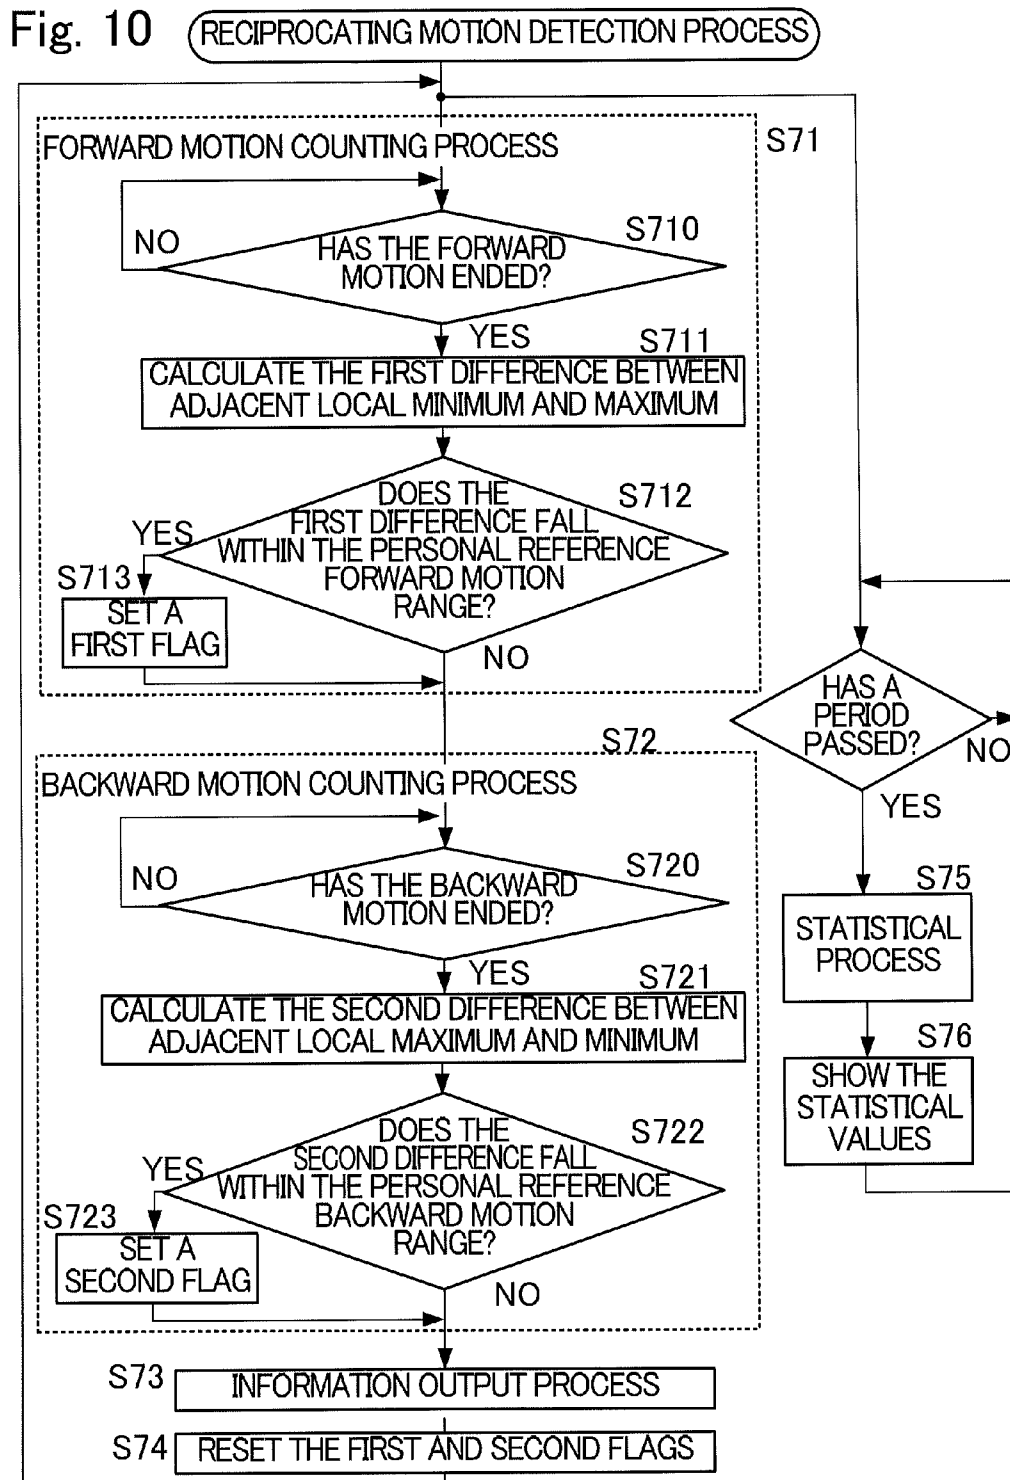 Fig. 10
RECIPROCATING MOTION DETECTION PROCESS
S71
FORWARD MOTION COUNTING PROCESS
S710
NO
HAS THE FORWARD
MOTION ENDED?
YES
S711
CALCULATE THE FIRST DIFFERENCE BETWEEN
ADJACENT LOCAL MINIMUM AND MAXIMUM
S712
DOES THE
FIRST DIFFERENCE FALL
WITHIN THE PERSONAL REFERENCE
FORWARD MOTION
RANGE?
YES
S713
SET A
FIRST FLAG
NO
S72
BACKWARD MOTION COUNTING PROCESS
S720
NO
HAS THE BACKWARD
MOTION ENDED?
YES
S721
CALCULATE THE SECOND DIFFERENCE BETWEEN
ADJACENT LOCAL MAXIMUM AND MINIMUM
S722
DOES THE
SECOND DIFFERENCE FALL
WITHIN THE PERSONAL REFERENCE
BACKWARD MOTION
RANGE?
YES
S723
SET A
SECOND FLAG
NO
S73
INFORMATION OUTPUT PROCESS
S74
RESET THE FIRST AND SECOND FLAGS
HAS A
PERIOD
PASSED?
NO
YES
S75
STATISTICAL
PROCESS
S76
SHOW THE
STATISTICAL
VALUES